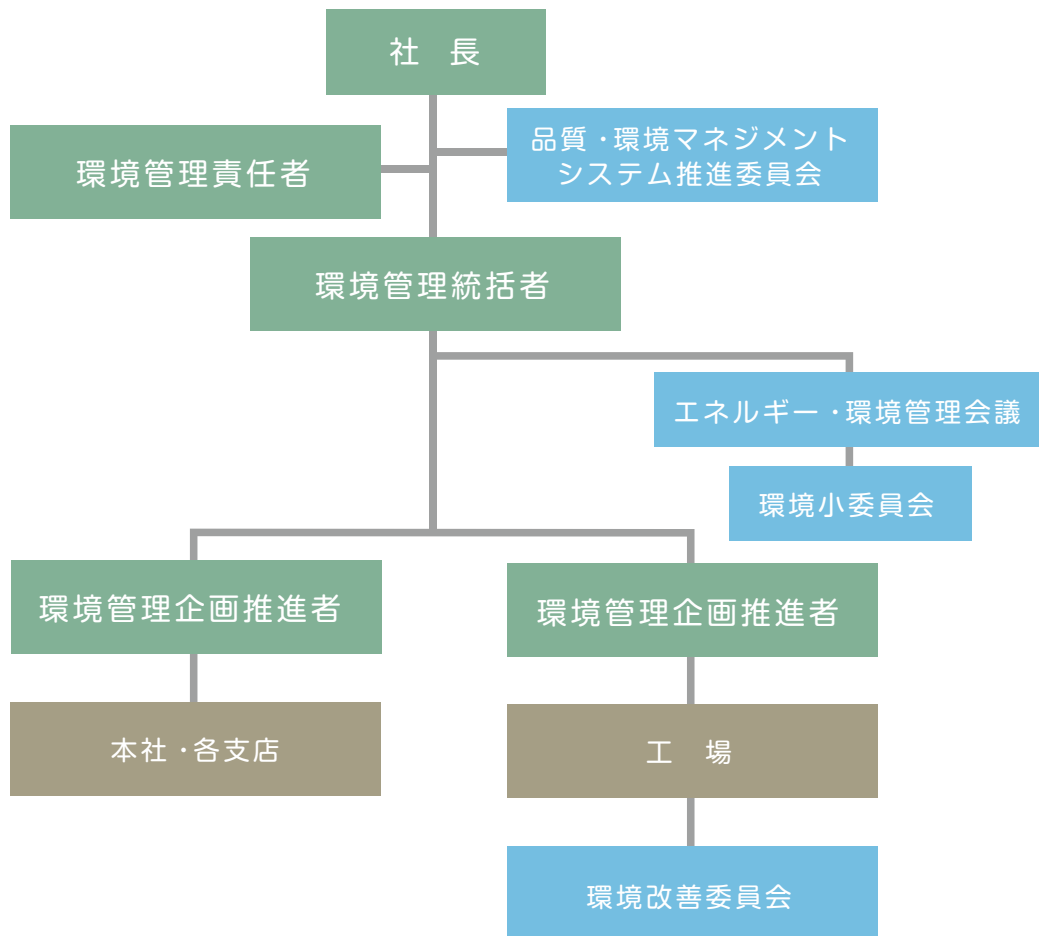 社　長
品質・環境マネジメント
システム推進委員会
環境管理責任者
環境管理統括者
エネルギー・環境管理会議
環境小委員会
環境管理企画推進者
環境管理企画推進者
本社・各支店
工　場
環境改善委員会